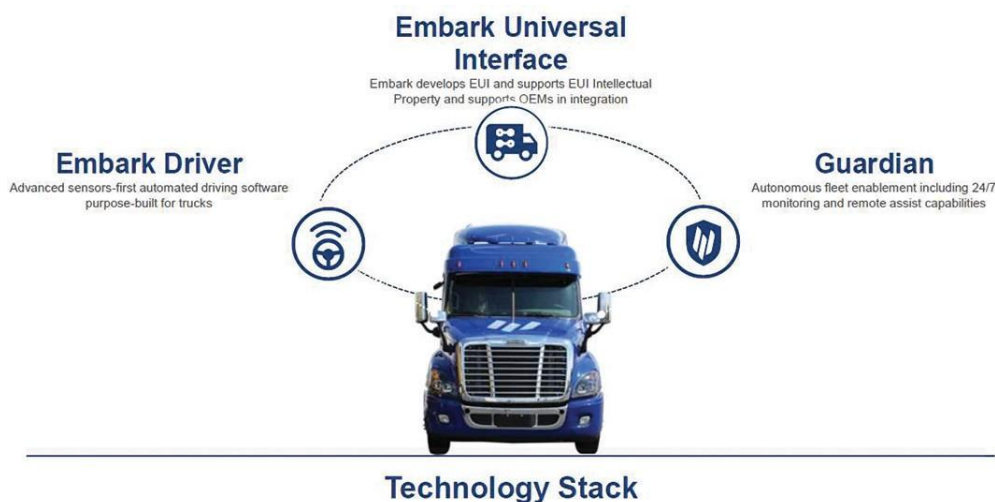 Embark Universal
Interface
Embark develops EUI and supports EUI Intellectual
Property and supports OEMs in integration
Embark Driver
Advanced sensors-first automated driving software
purpose-built for trucks
Guardian
Autonomous fleet enablement including 24/7
monitoring and remote assist capabilities
Technology Stack